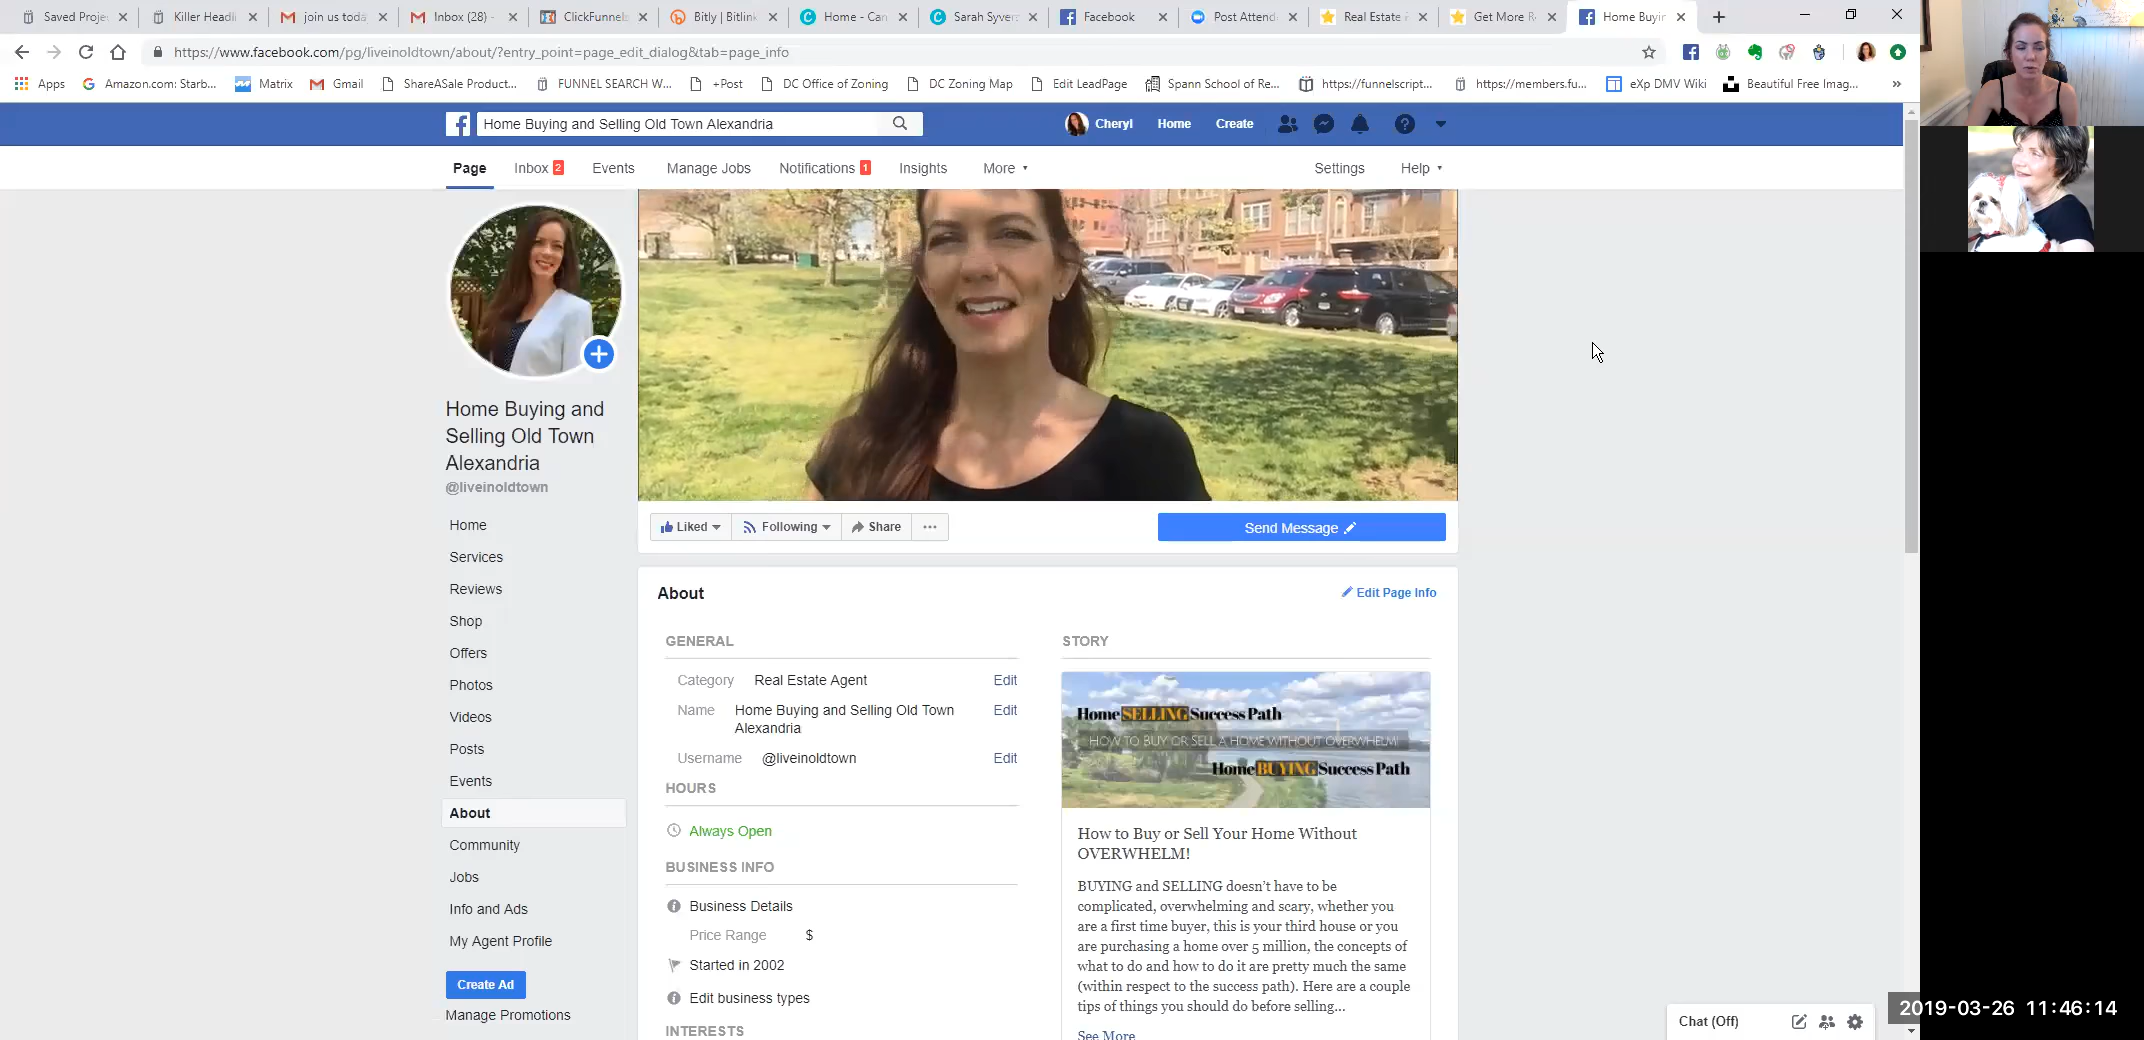 Saved Proje
Killer Headli
join us toda
Inbox (28) -
ClickFunnels
Bitly | Bitlink
Home - Can
Sarah Syvers
Facebook
Post Attend
Real Estate
Get More R
Home Buyin
https://www.facebook.com/pg/liveinoldtown/about/?entry_point=page_edit_dialog&tab=page_info
Apps
Amazon.com: Starb...
Matrix
Gmail
ShareASale Product...
FUNNEL SEARCH W...
+Post
DC Office of Zoning
DC Zoning Map
Edit LeadPage
Spann School of Re...
https://funnelscript...
https://members.fu...
eXp DMV Wiki
Beautiful Free Imag...
»
Home Buying and Selling Old Town Alexandria
Cheryl
Home
Create
Page
Inbox 2
Events
Manage Jobs
Notifications 1
Insights
More
Settings
Help
Home Buying and
Selling Old Town
Alexandria
@liveinoldtown
Home
Services
Reviews
Shop
Offers
Photos
Videos
Posts
Events
About
Community
Jobs
Info and Ads
My Agent Profile
Create Ad
Manage Promotions
Liked
Following
Share
Send Message
About
Edit Page Info
GENERAL
Category Real Estate Agent Edit
Name Home Buying and Selling Old Town Edit
Alexandria
Username @liveinoldtown Edit
HOURS
Always Open
BUSINESS INFO
Business Details
Price Range $
Started in 2002
Edit business types
INTERESTS
STORY
Home SELLING Success Path
HOW TO BUY OR SELL A HOME WITHOUT OVERWHELM!
Home BUYING Success Path
How to Buy or Sell Your Home Without
OVERWHELM!
BUYING and SELLING doesn't have to be
complicated, overwhelming and scary, whether you
are a first time buyer, this is your third house or you
are purchasing a home over 5 million, the concepts of
what to do and how to do it are pretty much the same
(within respect to the success path). Here are a couple
tips of things you should do before selling...
See More
Chat (Off)
2019-03-26 11:46:14